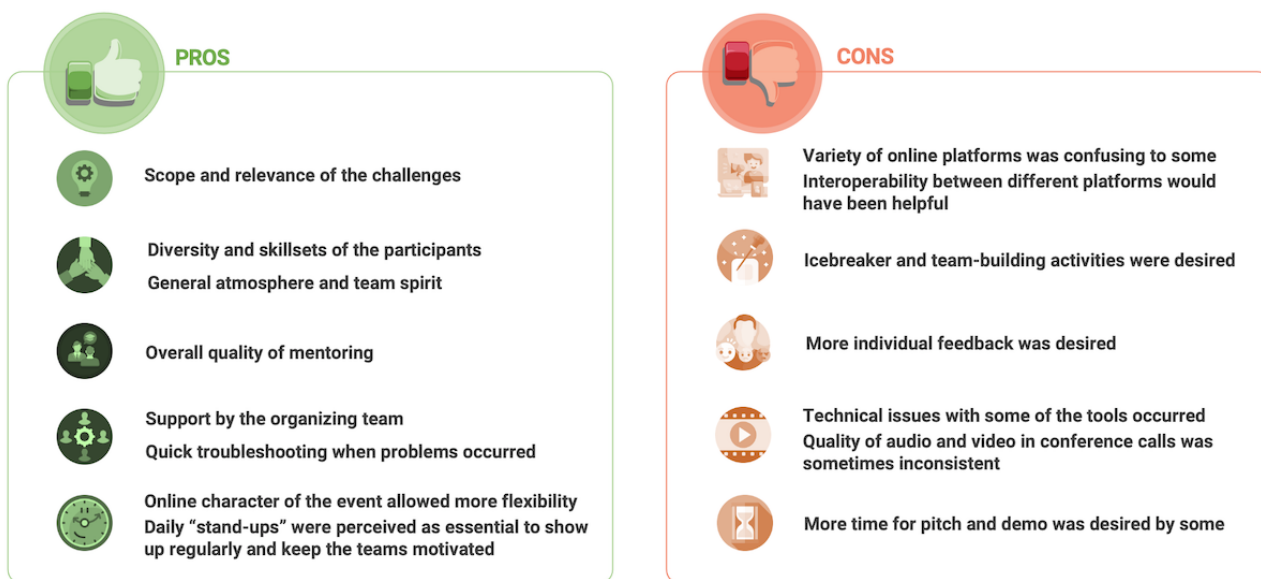 PROS
Scope and relevance of the challenges
Diversity and skillsets of the participants
General atmosphere and team spirit
Overall quality of mentoring
Support by the organizing team
Quick troubleshooting when problems occurred
Online character of the event allowed more flexibility
Daily “stand-ups” were perceived as essential to show
up regularly and keep the teams motivated
CONS
Variety of online platforms was confusing to some
Interoperability between different platforms would
have been helpful
Icebreaker and team-building activities were desired
More individual feedback was desired
Technical issues with some of the tools occurred
Quality of audio and video in conference calls was
sometimes inconsistent
More time for pitch and demo was desired by some